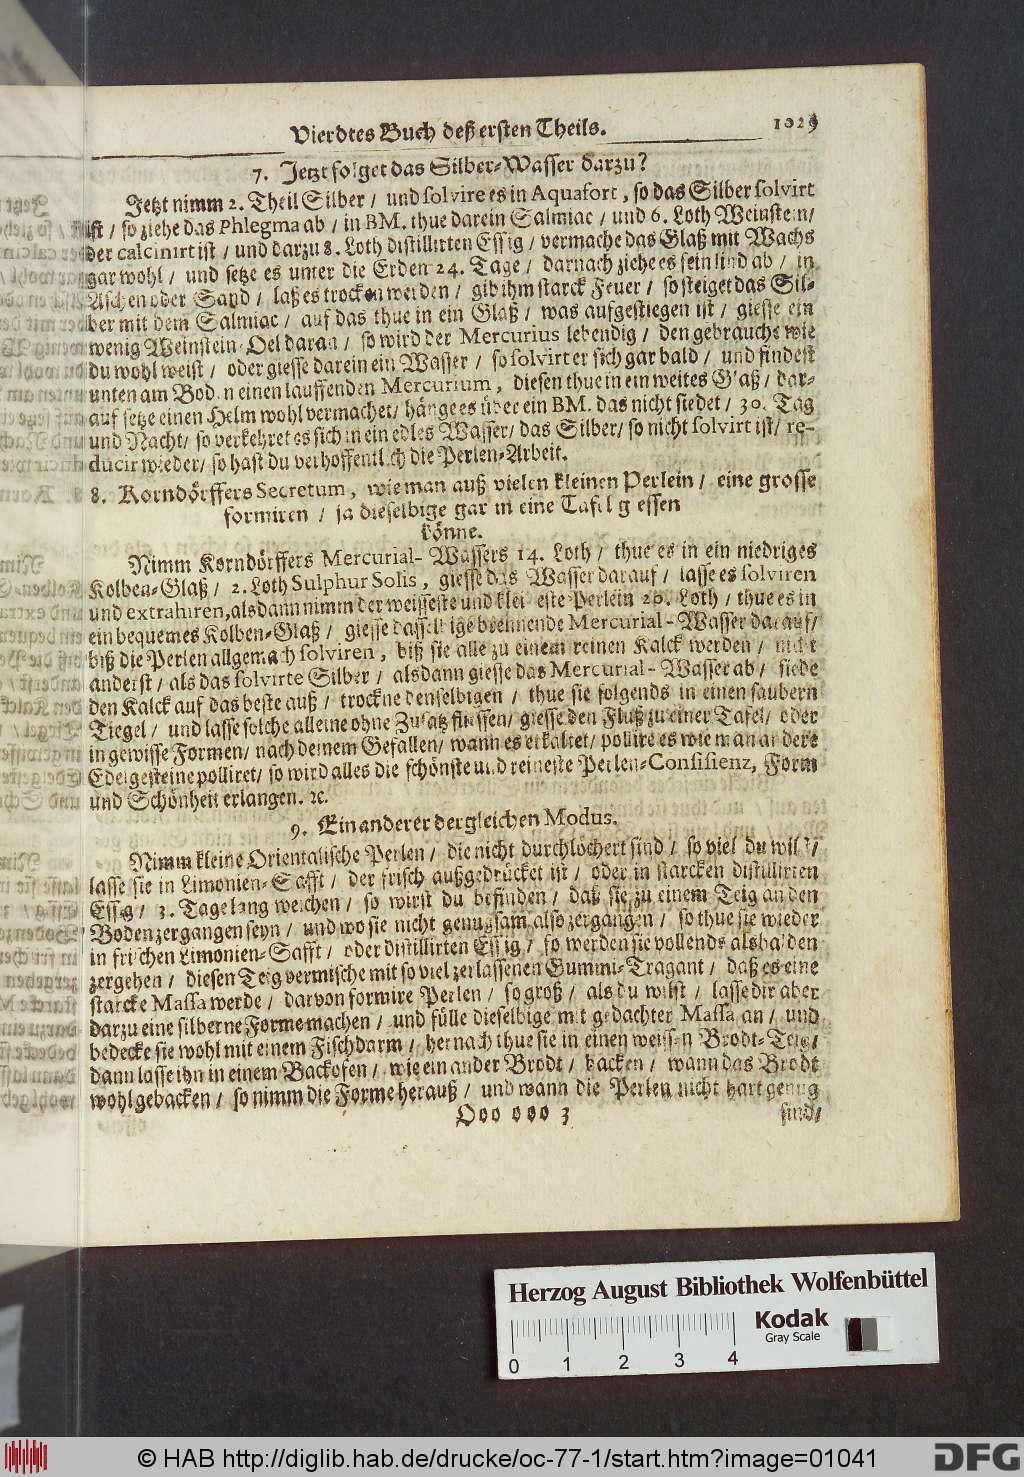 Vierdtes Buch deß ersten Theils. 1029
7. Jetzt folget das Silber-Wasser darzu?
Jetzt nimm 2. Theil Silber / und solvire es in Aquafort, so das Silber solvirt
ist / so ziehe das Phlegma ab / in BM. thue darein Salmiac / und 6. Loth Weinstein /
der calcinirt ist / und darzu 8. Loth distillirten Essig / vermache das Glaß mit Wachs
gar wohl / und setze es unter die Erden 24. Tage / darnach ziehe es fein lind ab / in
Aschen oder Sand / laß es trocken werden / gib ihm starck Feuer / so steiget das Sil-
ber mit dem Salmiac / auf das thue in ein Glaß / was aufgestiegen ist / giesse ein
wenig Weinstein-Oel daran / so wird der Mercurius lebendig / den gebrauche wie
du wohl weist / oder giesse darein ein Wasser / so solvirt er sich gar bald / und findest
unten am Boden einen lauffenden Mercurium, diesen thue in ein weites Glaß / dar-
auf setze einen Helm wohl vermachet / hänge es über ein BM. das nicht siedet / 30. Tag
und Nacht / so verkehret es sich in ein edles Wasser / das Silber / so nicht solvirt ist / re-
ducir wieder / so hast du verhoffentlich die Perlen-Arbeit.
8. Korndörffers Secretum, wie man auß vielen kleinen Perlein / eine grosse
formiren / ja dieselbige gar in eine Tafel giessen
könne.
Nimm Korndörffers Mercurial-Wassers 14. Loth / thue es in ein niedriges
Kolben-Glaß / 2. Loth Sulphur Solis, giesse das Wasser darauf / lasse es solviren
und extrahiren, alsdann nimm der weisseste und kleineste Perlein 20. Loth / thue es in
ein bequemes Kolben-Glaß / giesse dasselbige brennende Mercurial-Wasser darauf /
biß die Perlen allgemach solviren, biß sie alle zu einem reinen Kalck werden / nicht
anderst / als das solvirte Silber / alsdann giesse das Mercurial-Wasser ab / siede
den Kalck auf das beste auß / trockne denselbigen / thue sie folgends in einen saubern
Tiegel / und lasse solche alleine ohne Zusatz fliessen / giesse den Fluß zu einer Tafel / oder
in gewisse Formen / nach deinem Gefallen / wann es erkaltet / pollire es wie man andere
Edelgesteine polliret / so wird alles die schönste und reineste Perlen-Consistenz, Form
und Schönheit erlangen. ꝛc.
9. Ein anderer dergleichen Modus.
Nimm kleine Orientalische Perlen / die nicht durchlöchert sind / so viel du wilt /
lasse sie in Limonien-Safft / der frisch außgedrücket ist / oder in starcken distillirten
Essig / 3. Tage lang weichen / so wirst du befinden / daß sie zu einem Teig an den
Boden zergangen seyn / und wo sie nicht genugsam also zergangen / so thue sie wieder
in frischen Limonien-Safft / oder distillirten Essig / so werden sie vollends alsbalden
zergehen / diesen Teig vermische mit so viel zerlassenen Gummi-Tragant / daß es eine
starcke Massa werde / darvon formire Perlen / so groß / als du wilst / lasse dir aber
darzu eine silberne Forme machen / und fülle dieselbige mit gedachter Massa an / und
bedecke sie wohl mit einem Fischdarm / hernach thue sie in einen weissen Brodt-Teig /
dann lasse ihn in einem Backofen / wie ein ander Brodt / backen / wann das Brodt
wohl gebacken / so nimm die Forme herauß / und wann die Perlen nicht hart genug
Ooo ooo 3 sind /
Herzog August Bibliothek Wolfenbüttel
Kodak
Gray Scale
0 1 2 3 4
© HAB http://diglib.hab.de/drucke/oc-77-1/start.htm?image=01041
DFG